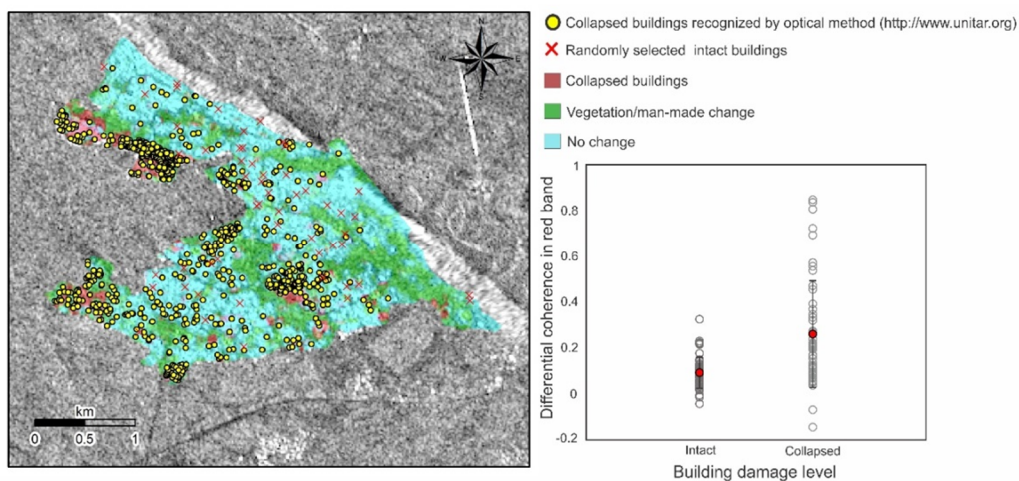 N
W
E
S
km
0 0.5 1
Collapsed buildings recognized by optical method (http://www.unitar.org)
Randomly selected intact buildings
Collapsed buildings
Vegetation/man-made change
No change
Differential coherence in red band
1
0.8
0.6
0.4
0.2
0
-0.2
Intact Collapsed
Building damage level